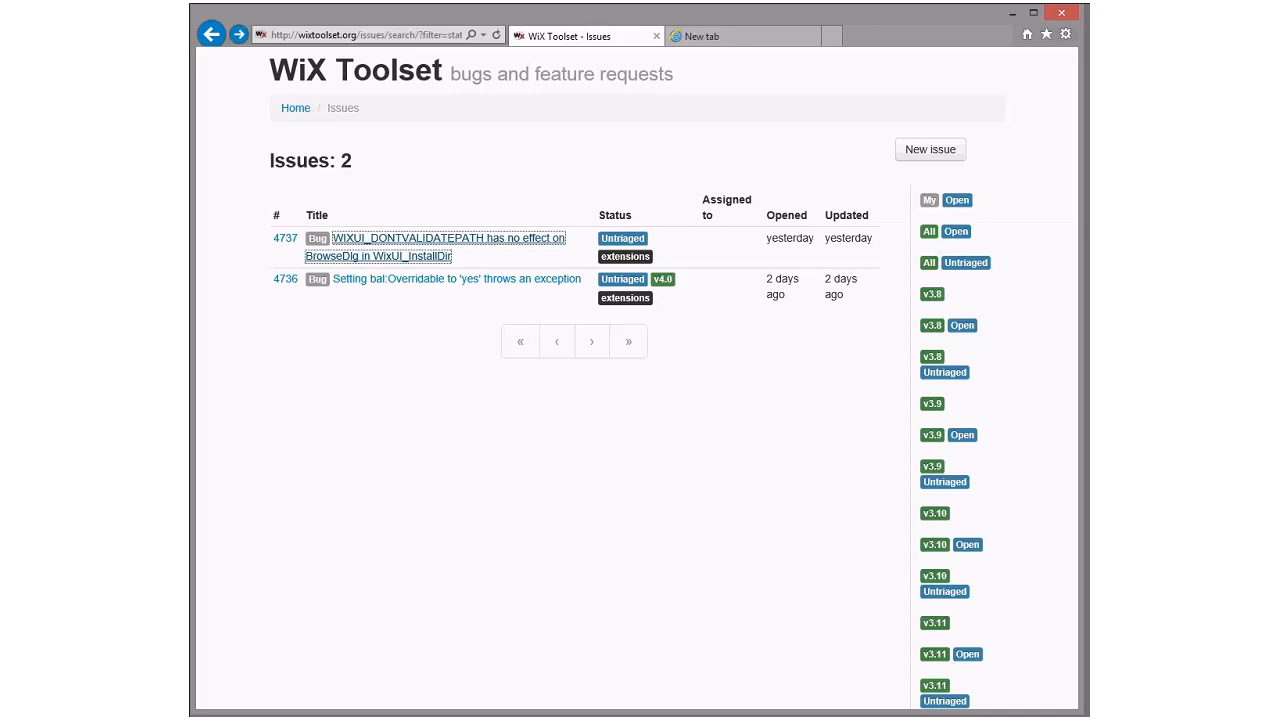 http://wixtoolset.org/issues/search/?filter=stat
WiX Toolset - Issues
New tab
WiX Toolset bugs and feature requests
Home / Issues
Issues: 2
New issue
# Title Status Assigned to Opened Updated
4737 Bug WIXUI_DONTVALIDATEPATH has no effect on Untriaged yesterday yesterday
BrowseDlg in WixUI_InstallDir extensions
4736 Bug Setting bal:Overridable to 'yes' throws an exception Untriaged v4.0 2 days ago 2 days ago
extensions
« ‹ › »
My Open
All Open
All Untriaged
v3.8
v3.8 Open
v3.8
Untriaged
v3.9
v3.9 Open
v3.9
Untriaged
v3.10
v3.10 Open
v3.10
Untriaged
v3.11
v3.11 Open
v3.11
Untriaged